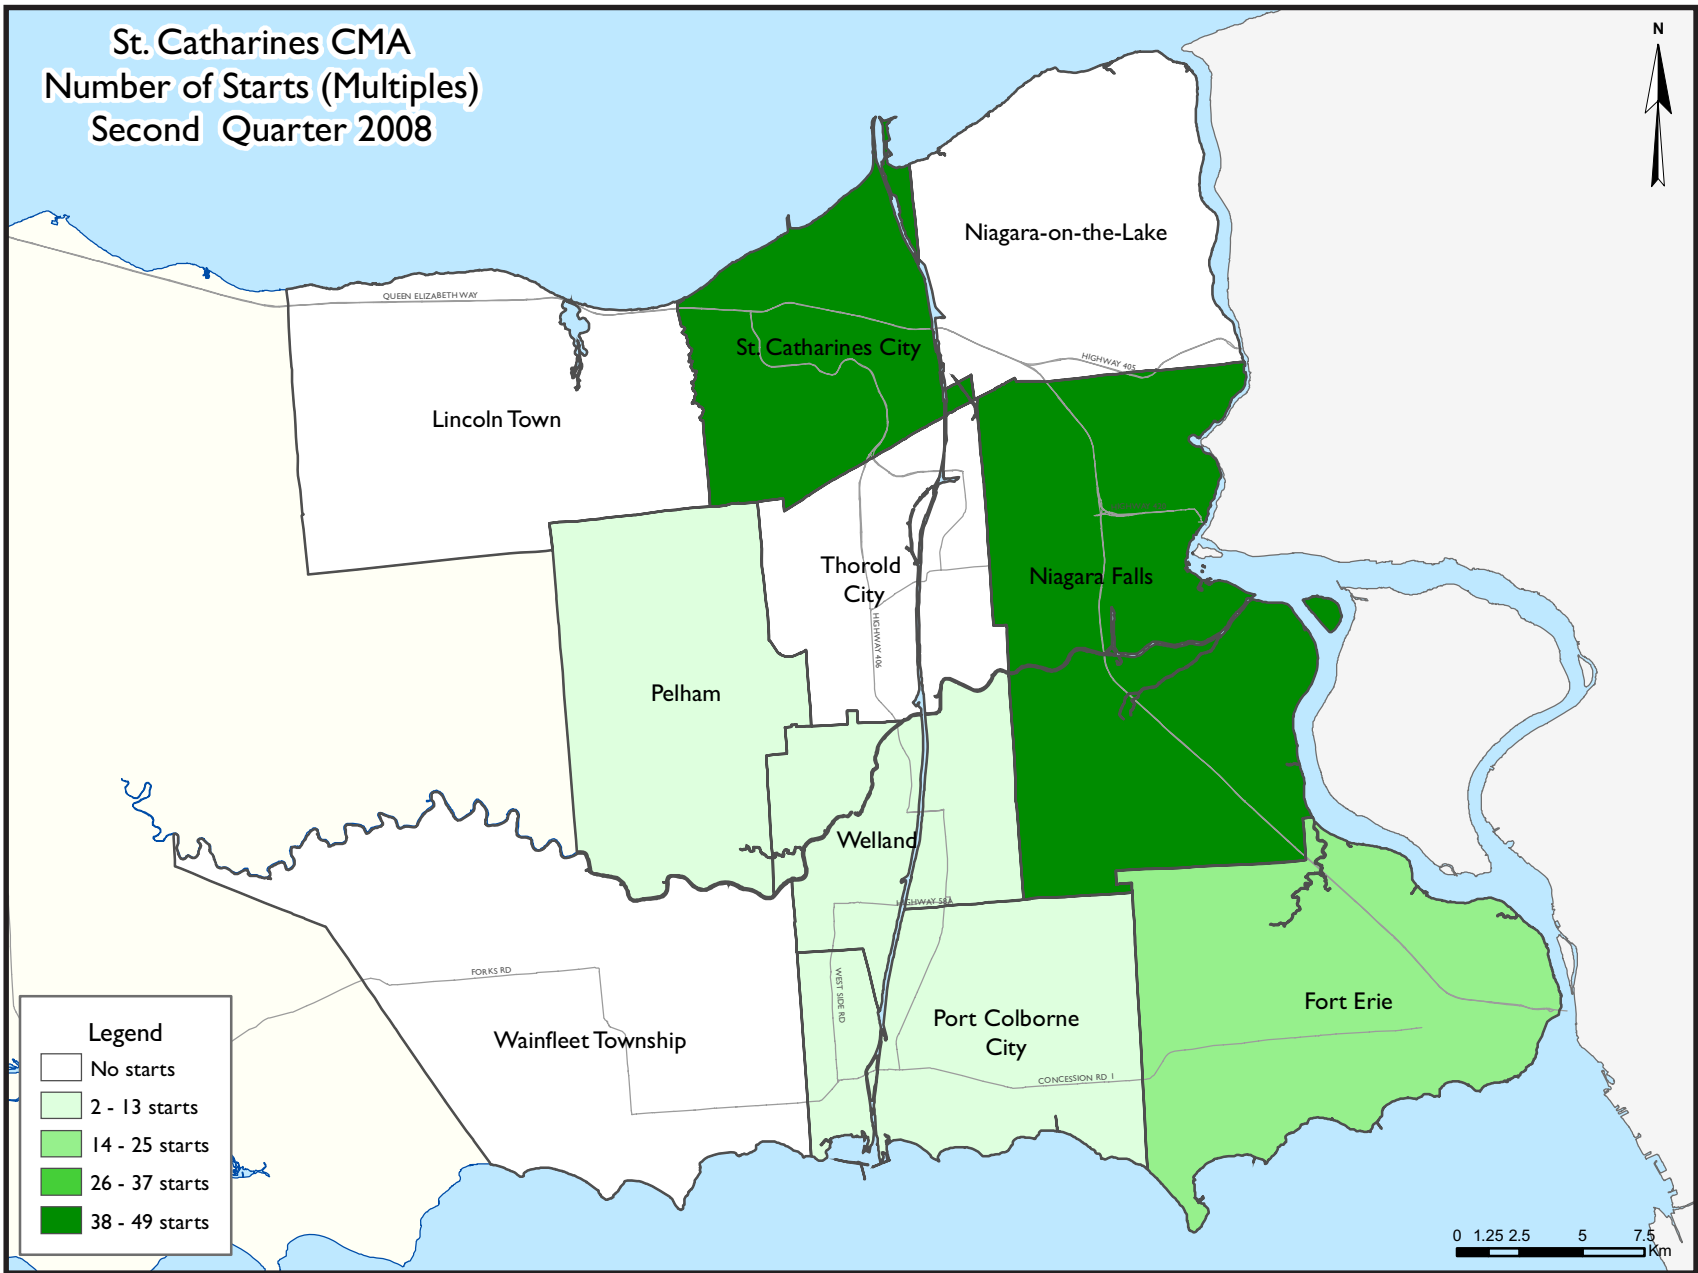 St. Catharines CMA
Number of Starts (Multiples)
Second Quarter 2008
N
Niagara-on-the-Lake
QUEEN ELIZABETH WAY
St. Catharines City
HIGHWAY 405
Lincoln Town
Thorold
City
Niagara Falls
HIGHWAY 406
Pelham
Welland
HIGHWAY 58A
FORKS RD
WEST SIDE RD
Fort Erie
Port Colborne
City
Wainfleet Township
CONCESSION RD 1
Legend
No starts
2 - 13 starts
14 - 25 starts
26 - 37 starts
38 - 49 starts
0 1.25 2.5 5 7.5
Km